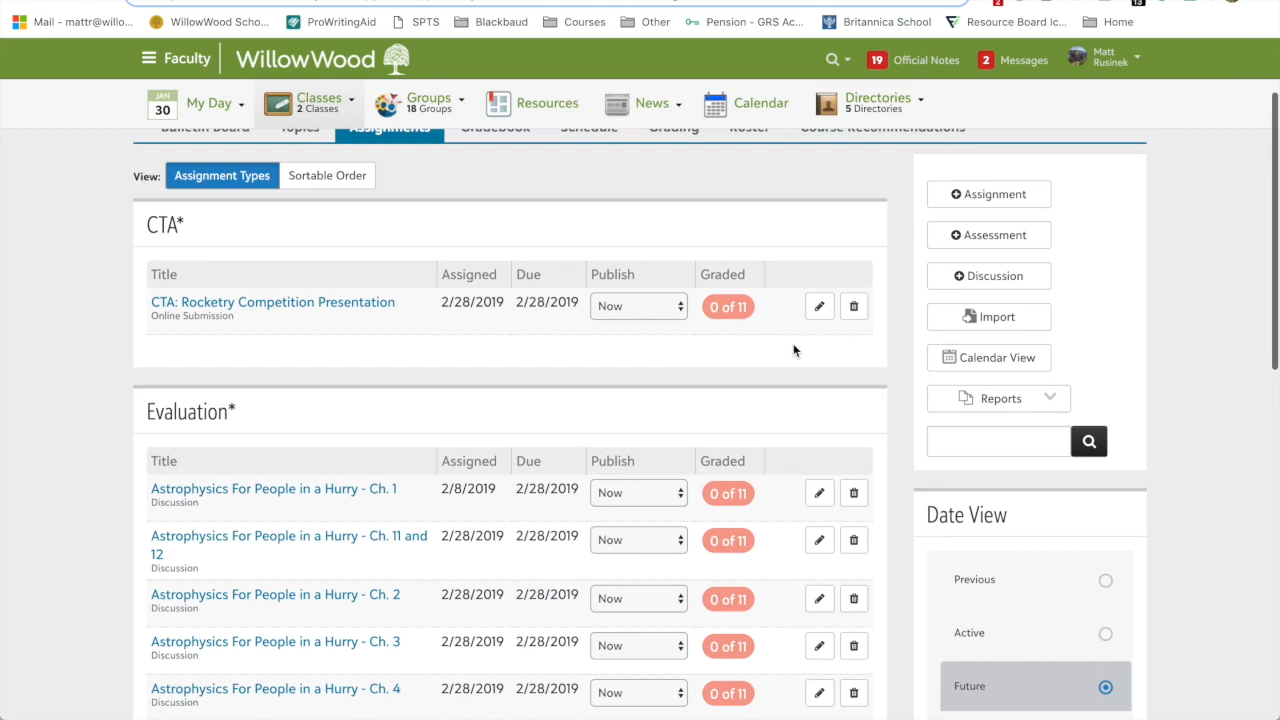 2
13
Mail - mattr@willo... WillowWood Scho... ProWritingAid SPTS Blackbaud Courses Other Pension - GRS Ac... Britannica School Resource Board Ic... Home
Faculty WillowWood 19 Official Notes 2 Messages Matt Rusinek
JAN 30 My Day Classes 2 Classes Groups 18 Groups Resources News Calendar Directories 5 Directories
Bulletin Board Topics Assignments Gradebook Schedule Grading Roster Course Recommendations
View: Assignment Types Sortable Order
CTA*
Title Assigned Due Publish Graded
CTA: Rocketry Competition Presentation 2/28/2019 2/28/2019 Now 0 of 11
Online Submission
Evaluation*
Title Assigned Due Publish Graded
Astrophysics For People in a Hurry - Ch. 1 2/8/2019 2/28/2019 Now 0 of 11
Discussion
Astrophysics For People in a Hurry - Ch. 11 and 2/28/2019 2/28/2019 Now 0 of 11
12
Discussion
Astrophysics For People in a Hurry - Ch. 2 2/28/2019 2/28/2019 Now 0 of 11
Discussion
Astrophysics For People in a Hurry - Ch. 3 2/28/2019 2/28/2019 Now 0 of 11
Discussion
Astrophysics For People in a Hurry - Ch. 4 2/28/2019 2/28/2019 Now 0 of 11
Discussion
Assignment
Assessment
Discussion
Import
Calendar View
Reports
Date View
Previous
Active
Future